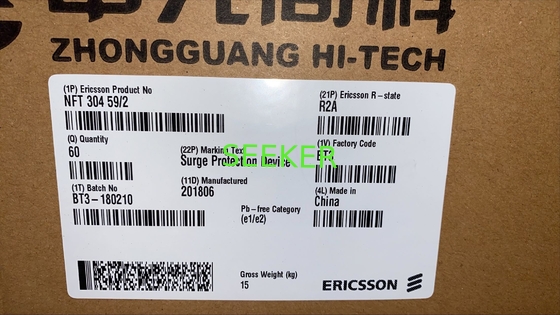 ZHONGGUANG HI-TECH
(1P) Ericsson Product No
NFT 304 59/2
(21P) Ericsson R-state
R2A
(Q) Quantity
60
(22P) Marking Text
Surge Protection Device
(1V) Factory Code
BT3
(1T) Batch No
BT3-180210
(11D) Manufactured
201806
(4L) Made in
China
Pb-free Category
(e1/e2)
Gross Weight (kg)
15
ERICSSON
SEEKER